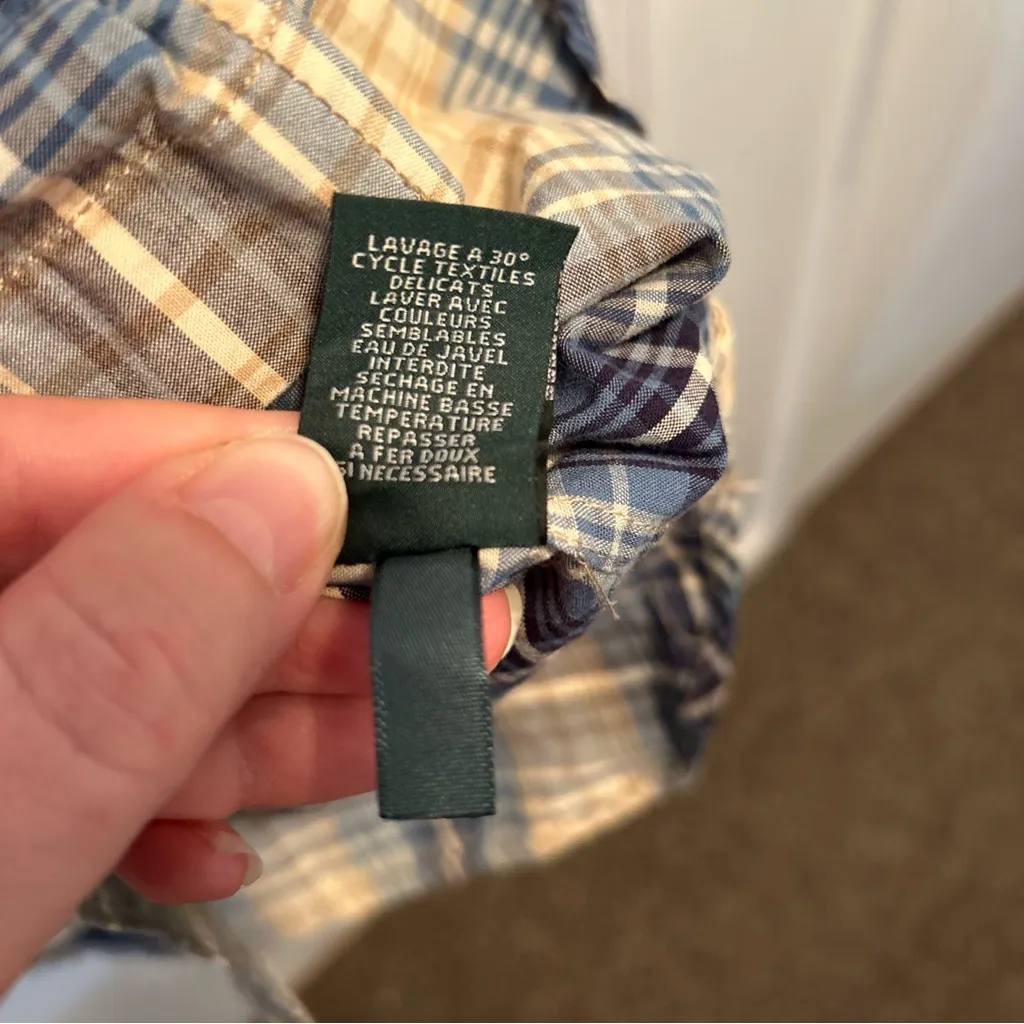 LAVAGE A 30°
CYCLE TEXTILES
DELICATS
LAVER AVEC
COULEURS
SEMBLABLES
EAU DE JAVEL
INTERDITE
SECHAGE EN
MACHINE BASSE
TEMPERATURE
REPASSER
A FER DOUX
SI NECESSAIRE